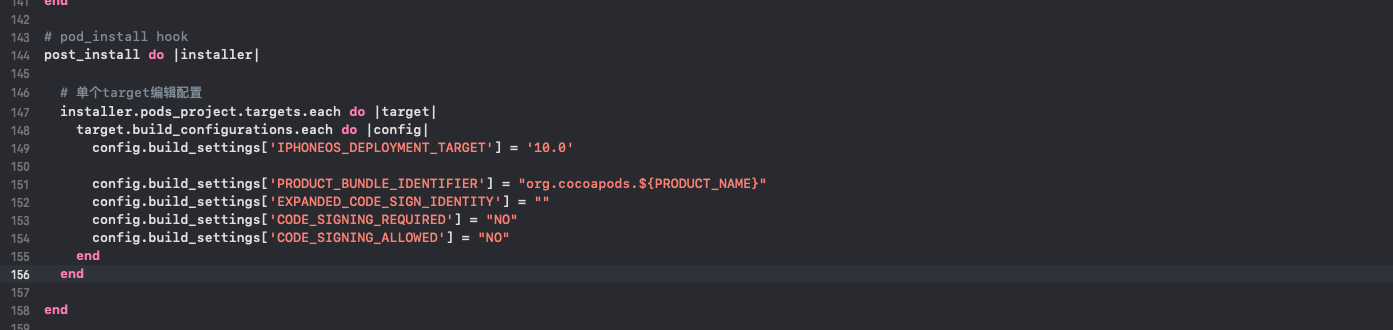 141 end
142
143 # pod_install hook
144 post_install do |installer|
145
146   # 单个target编辑配置
147   installer.pods_project.targets.each do |target|
148     target.build_configurations.each do |config|
149       config.build_settings['IPHONEOS_DEPLOYMENT_TARGET'] = '10.0'
150
151       config.build_settings['PRODUCT_BUNDLE_IDENTIFIER'] = "org.cocoapods.${PRODUCT_NAME}"
152       config.build_settings['EXPANDED_CODE_SIGN_IDENTITY'] = ""
153       config.build_settings['CODE_SIGNING_REQUIRED'] = "NO"
154       config.build_settings['CODE_SIGNING_ALLOWED'] = "NO"
155     end
156   end
157
158 end
159